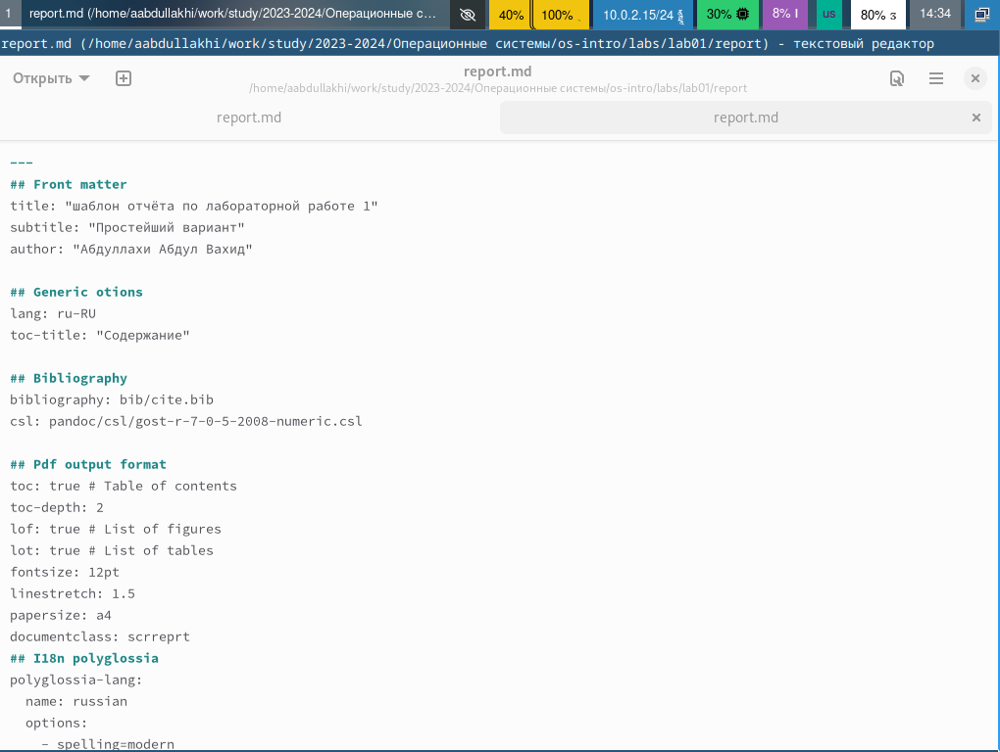 1 report.md (/home/aabdullakhi/work/study/2023-2024/Операционные с... 40% 100% 10.0.2.15/24 30% 8% us 80% 14:34
report.md (/home/aabdullakhi/work/study/2023-2024/Операционные системы/os-intro/labs/lab01/report) - текстовый редактор
Открыть
report.md
/home/aabdullakhi/work/study/2023-2024/Операционные системы/os-intro/labs/lab01/report
report.md report.md
---
## Front matter
title: "шаблон отчёта по лабораторной работе 1"
subtitle: "Простейший вариант"
author: "Абдуллахи Абдул Вахид"
## Generic otions
lang: ru-RU
toc-title: "Содержание"
## Bibliography
bibliography: bib/cite.bib
csl: pandoc/csl/gost-r-7-0-5-2008-numeric.csl
## Pdf output format
toc: true # Table of contents
toc-depth: 2
lof: true # List of figures
lot: true # List of tables
fontsize: 12pt
linestretch: 1.5
papersize: a4
documentclass: scrreprt
## I18n polyglossia
polyglossia-lang:
name: russian
options:
- spelling=modern